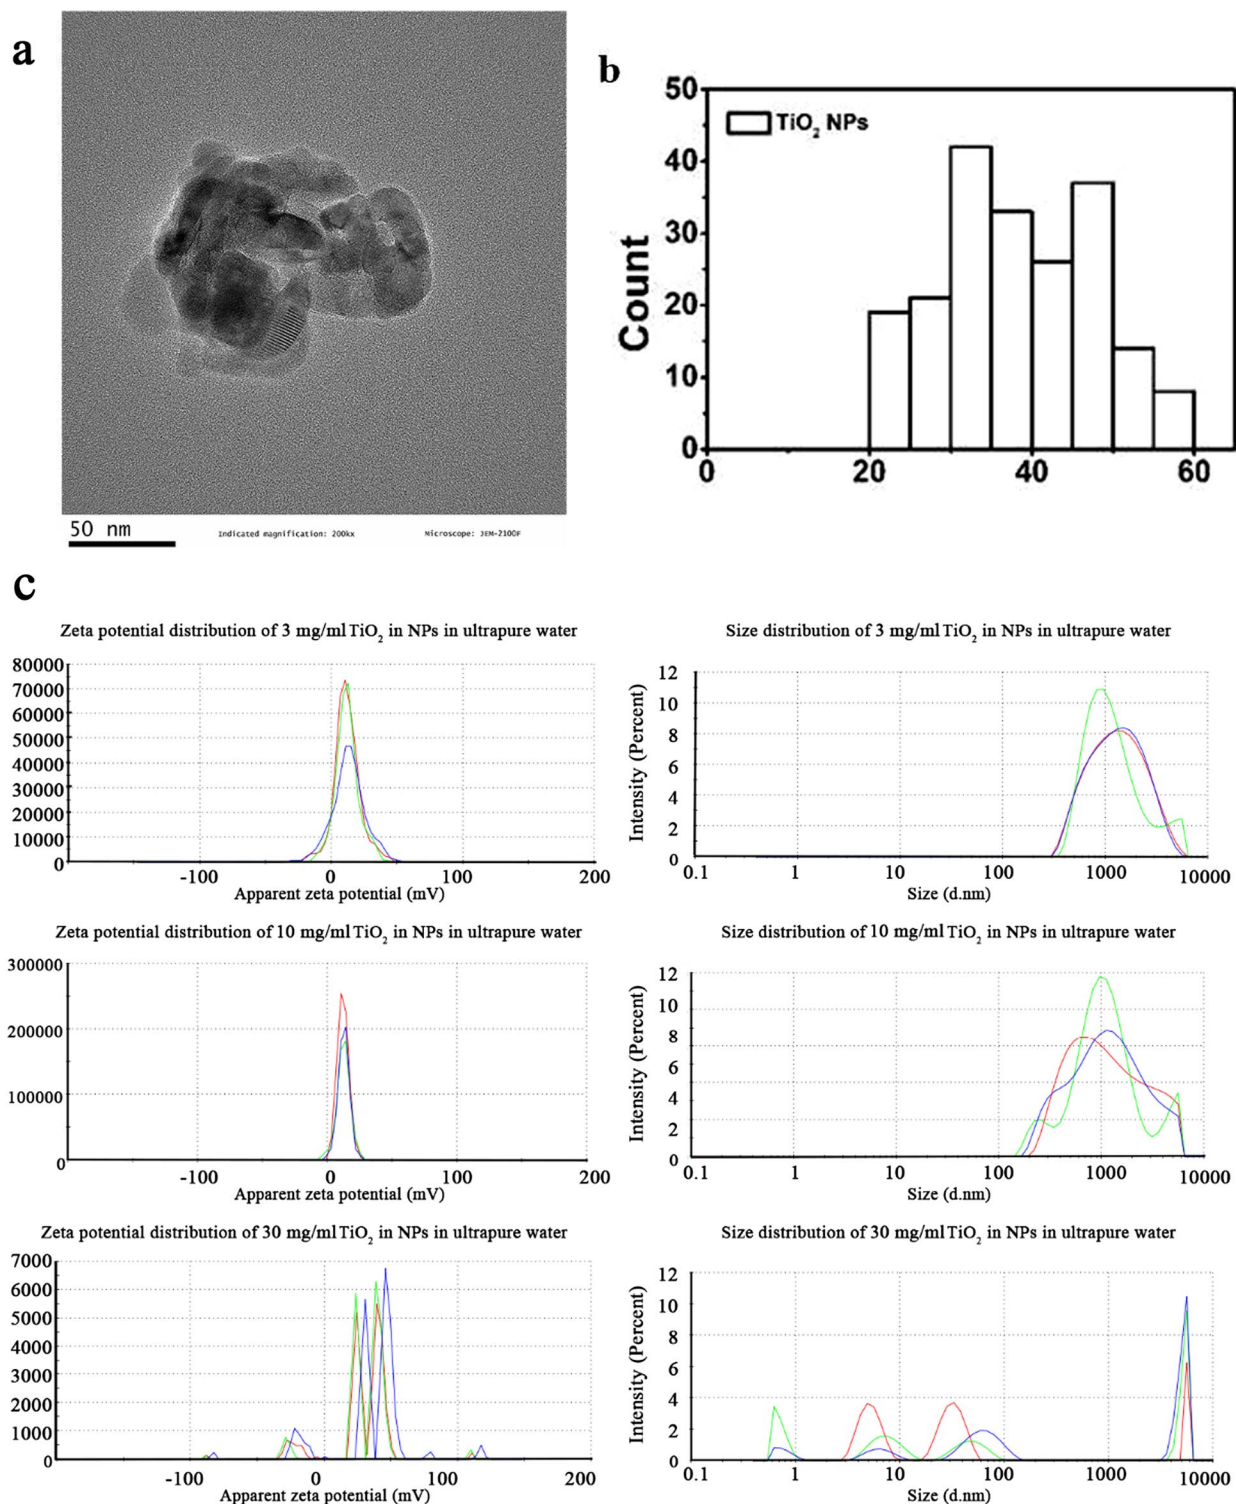 a
50 nm
Indicated magnification: 200kx
Microscope: JEM-2100F
b
TiO2 NPs
Count
50
40
30
20
10
0
0 20 40 60
c
Zeta potential distribution of 3 mg/ml TiO2 in NPs in ultrapure water
80000
70000
60000
50000
40000
30000
20000
10000
0
-100 0 100 200
Apparent zeta potential (mV)
Size distribution of 3 mg/ml TiO2 in NPs in ultrapure water
Intensity (Percent)
12
10
8
6
4
2
0
0.1 1 10 100 1000 10000
Size (d.nm)
Zeta potential distribution of 10 mg/ml TiO2 in NPs in ultrapure water
300000
200000
100000
0
-100 0 100 200
Apparent zeta potential (mV)
Size distribution of 10 mg/ml TiO2 in NPs in ultrapure water
Intensity (Percent)
12
10
8
6
4
2
0
0.1 1 10 100 1000 10000
Size (d.nm)
Zeta potential distribution of 30 mg/ml TiO2 in NPs in ultrapure water
7000
6000
5000
4000
3000
2000
1000
0
-100 0 100 200
Apparent zeta potential (mV)
Size distribution of 30 mg/ml TiO2 in NPs in ultrapure water
Intensity (Percent)
12
10
8
6
4
2
0
0.1 1 10 100 1000 10000
Size (d.nm)